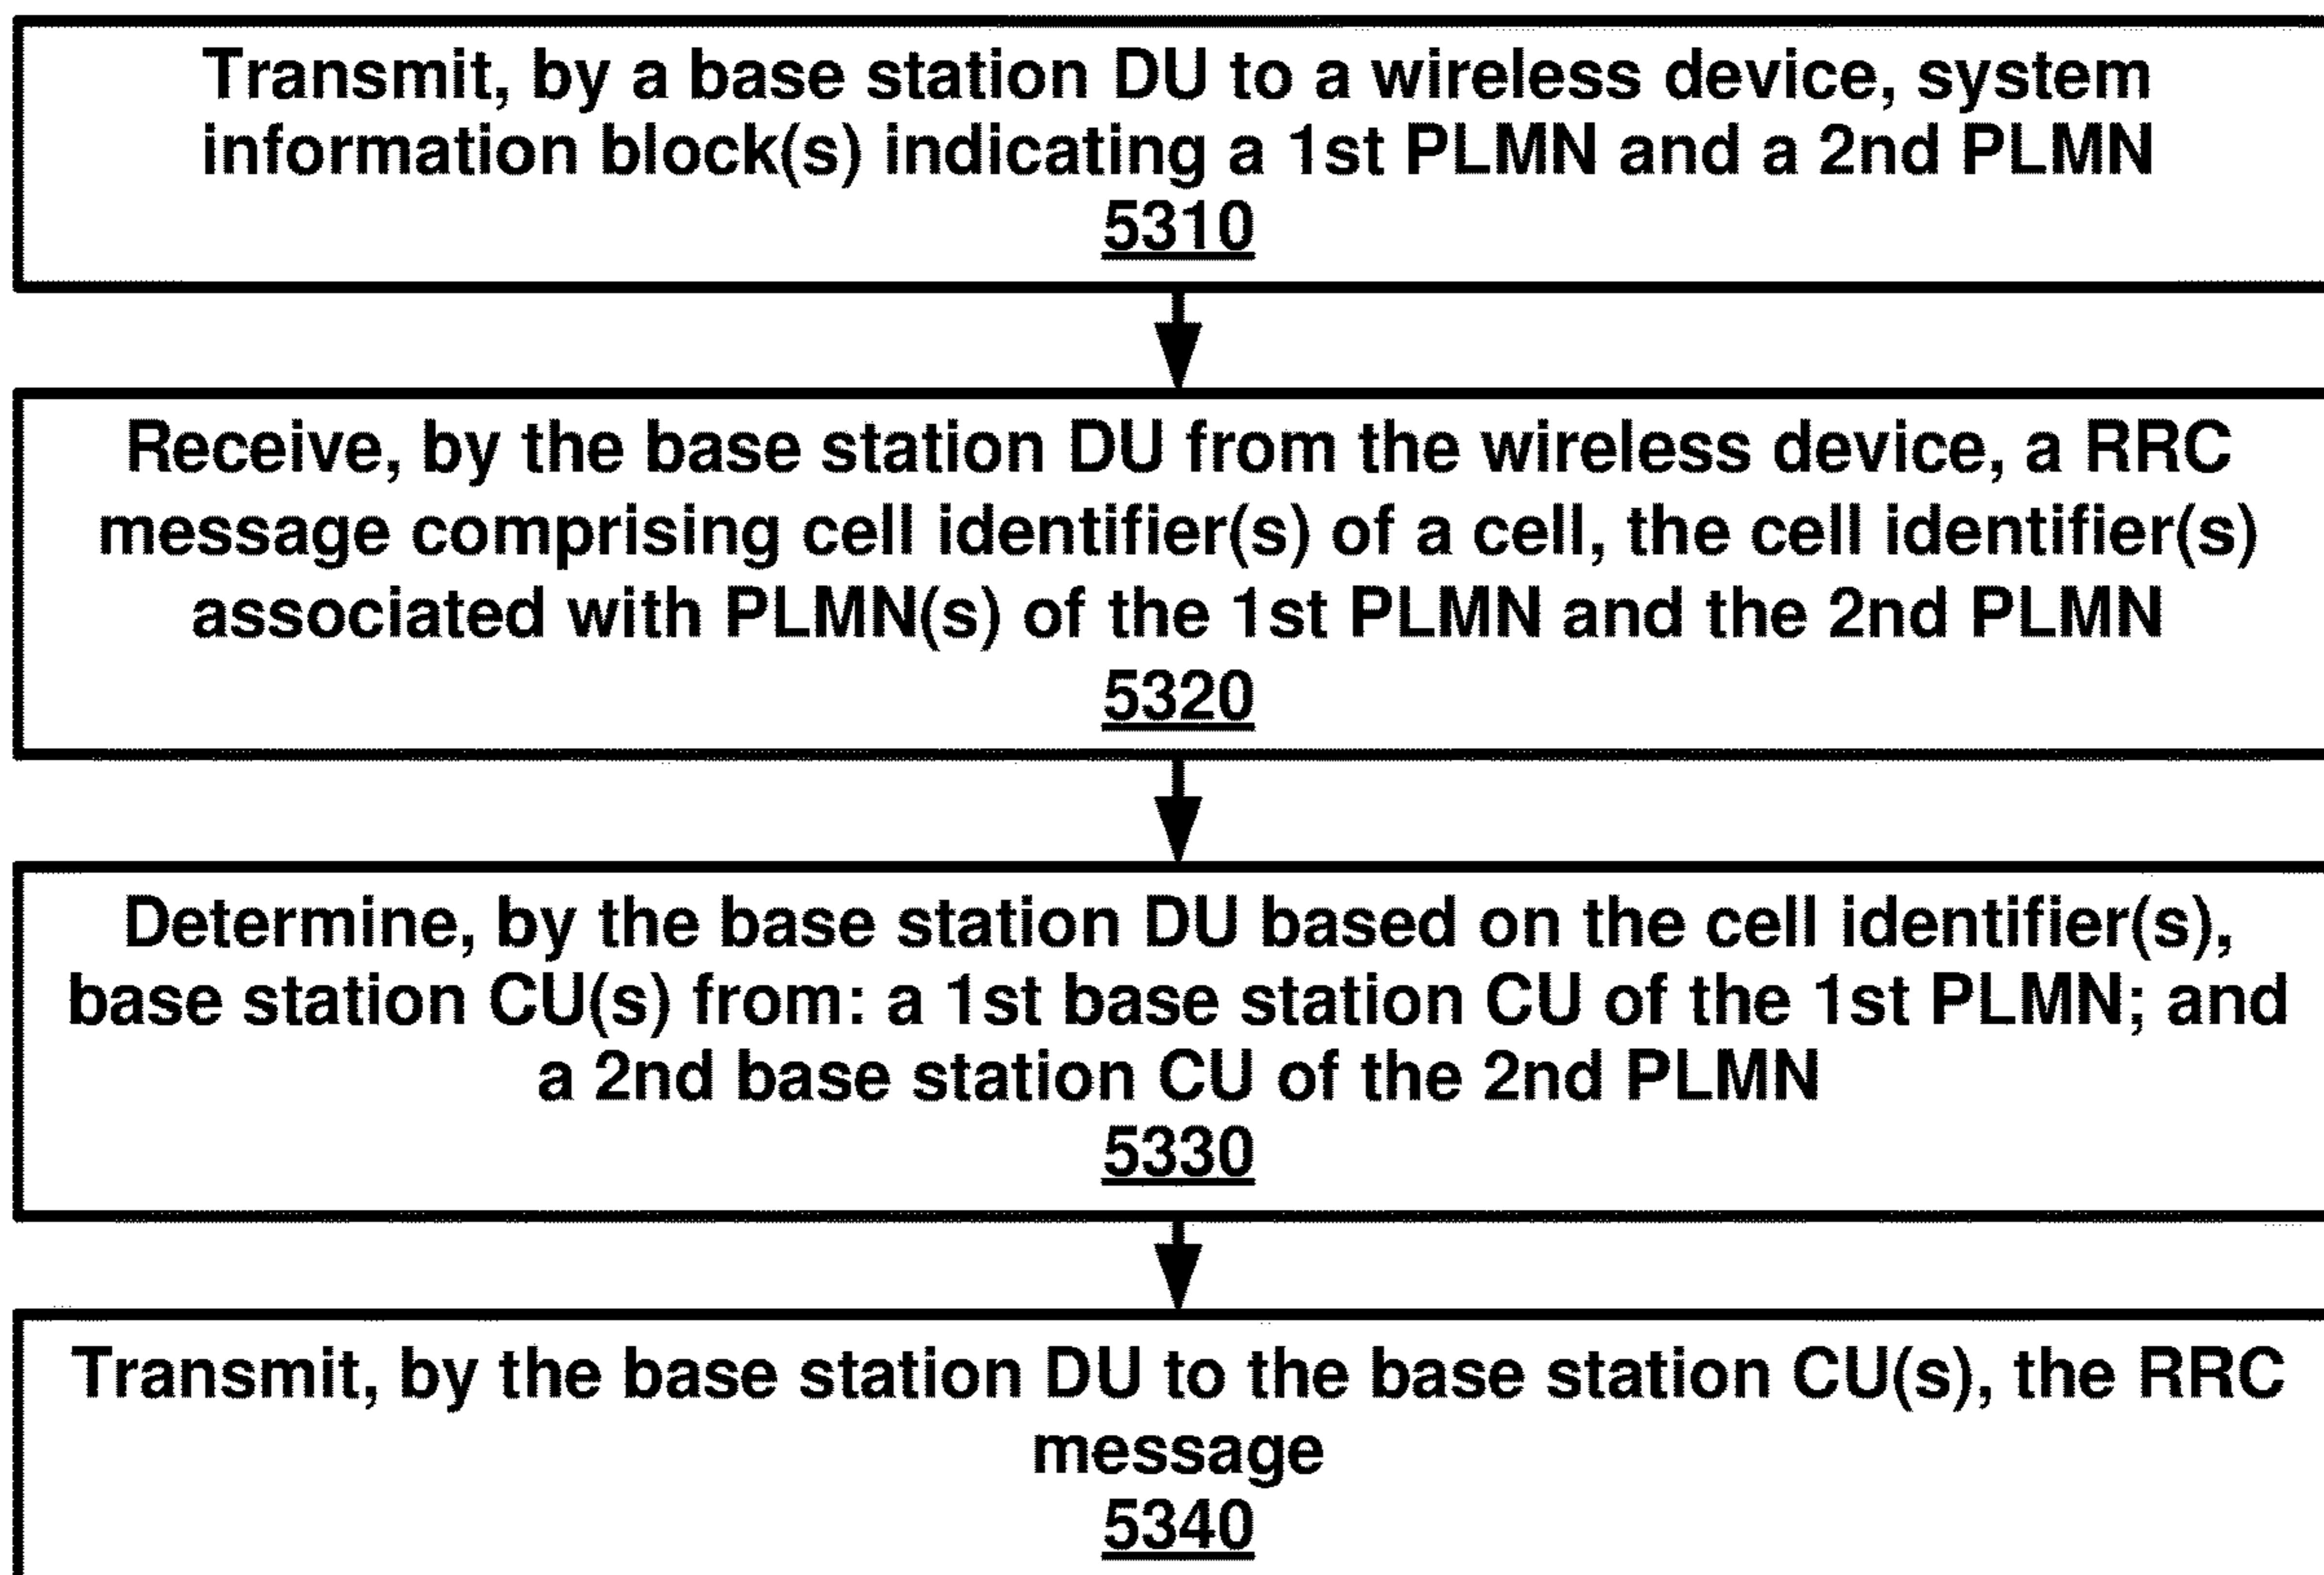 Transmit, by a base station DU to a wireless device, system
information block(s) indicating a 1st PLMN and a 2nd PLMN
5310
Receive, by the base station DU from the wireless device, a RRC
message comprising cell identifier(s) of a cell, the cell identifier(s)
associated with PLMN(s) of the 1st PLMN and the 2nd PLMN
5320
Determine, by the base station DU based on the cell identifier(s),
base station CU(s) from: a 1st base station CU of the 1st PLMN; and
a 2nd base station CU of the 2nd PLMN
5330
Transmit, by the base station DU to the base station CU(s), the RRC
message
5340